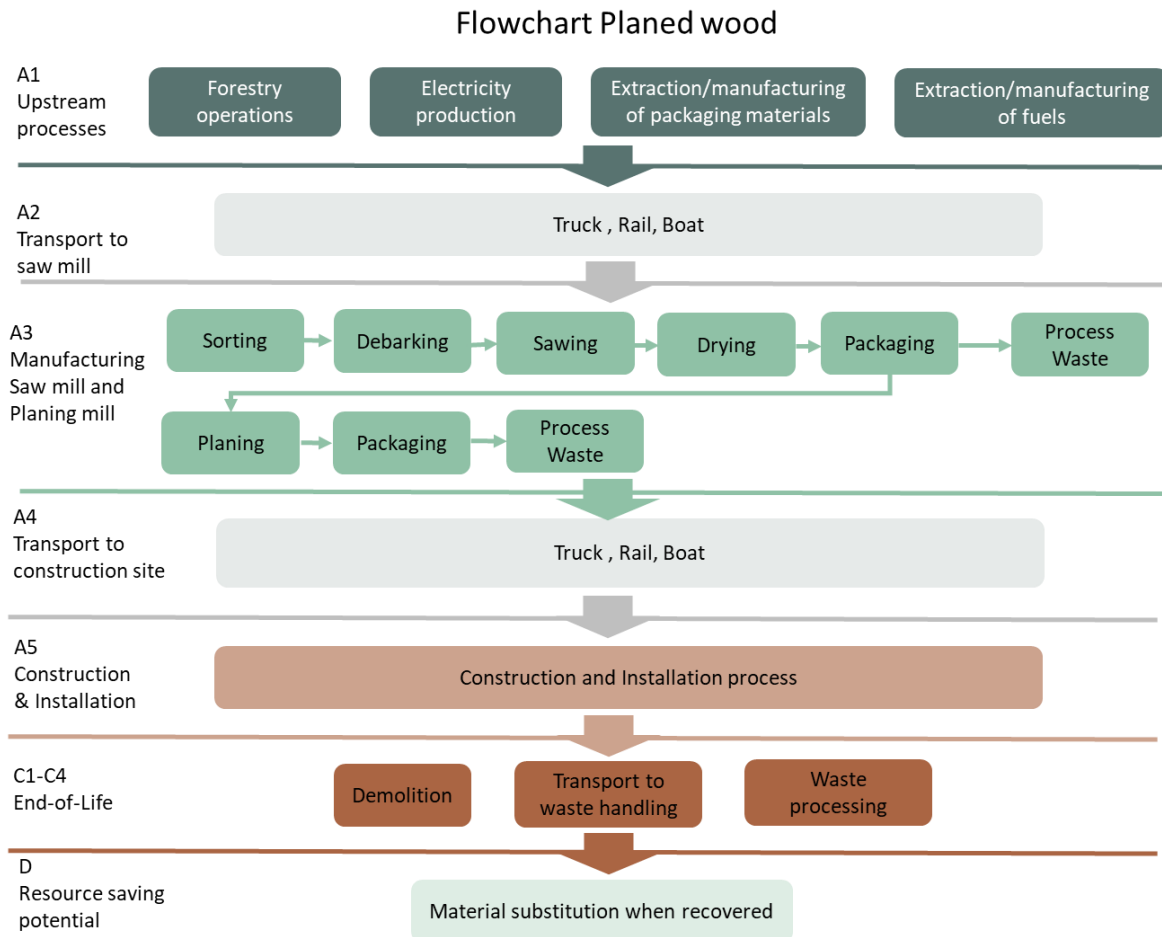 Flowchart Planed wood
A1
Upstream
processes
Forestry
operations
Electricity
production
Extraction/manufacturing
of packaging materials
Extraction/manufacturing
of fuels
A2
Transport to
saw mill
Truck , Rail, Boat
A3
Manufacturing
Saw mill and
Planing mill
Sorting
Debarking
Sawing
Drying
Packaging
Process
Waste
Planing
Packaging
Process
Waste
A4
Transport to
construction site
Truck , Rail, Boat
A5
Construction
& Installation
Construction and Installation process
C1-C4
End-of-Life
Demolition
Transport to
waste handling
Waste
processing
D
Resource saving
potential
Material substitution when recovered